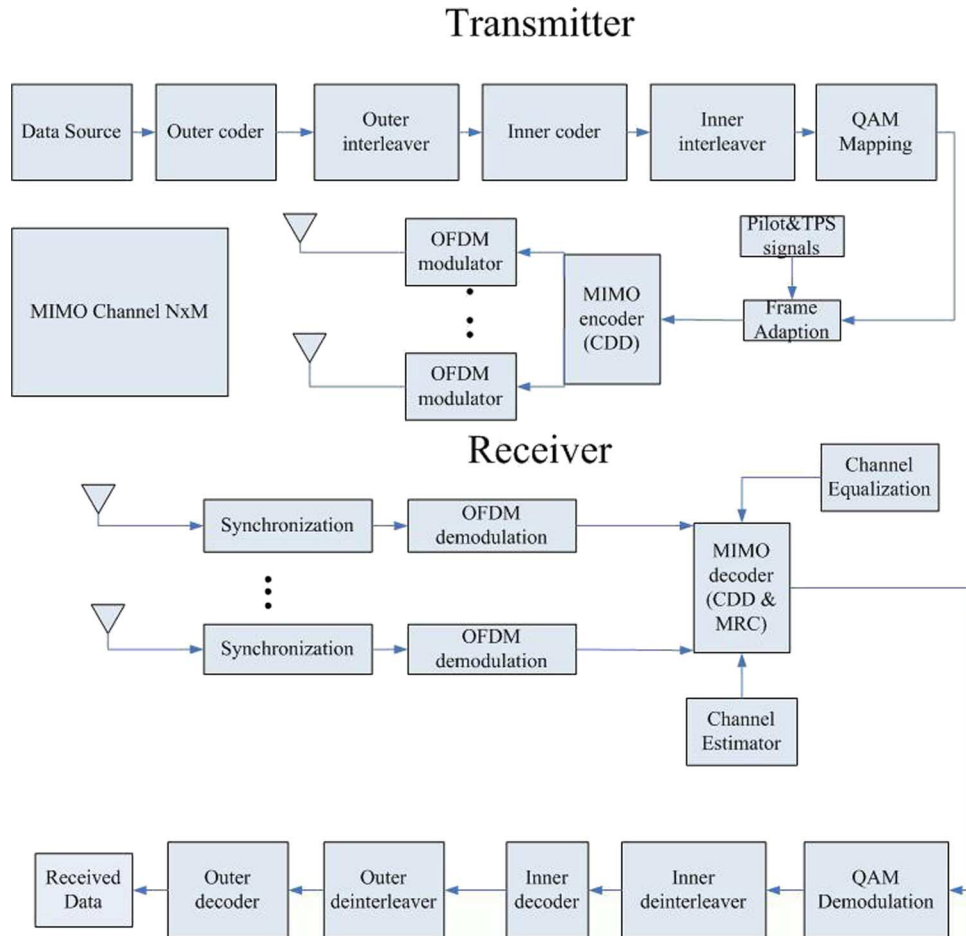 Transmitter
Data Source
Outer coder
Outer
interleaver
Inner coder
Inner
interleaver
QAM
Mapping
MIMO Channel NxM
OFDM
modulator
OFDM
modulator
MIMO
encoder
(CDD)
Pilot&TPS
signals
Frame
Adaption
Receiver
Synchronization
OFDM
demodulation
Synchronization
OFDM
demodulation
MIMO
decoder
(CDD &
MRC)
Channel
Equalization
Channel
Estimator
Received
Data
Outer
decoder
Outer
deinterleaver
Inner
decoder
Inner
deinterleaver
QAM
Demodulation